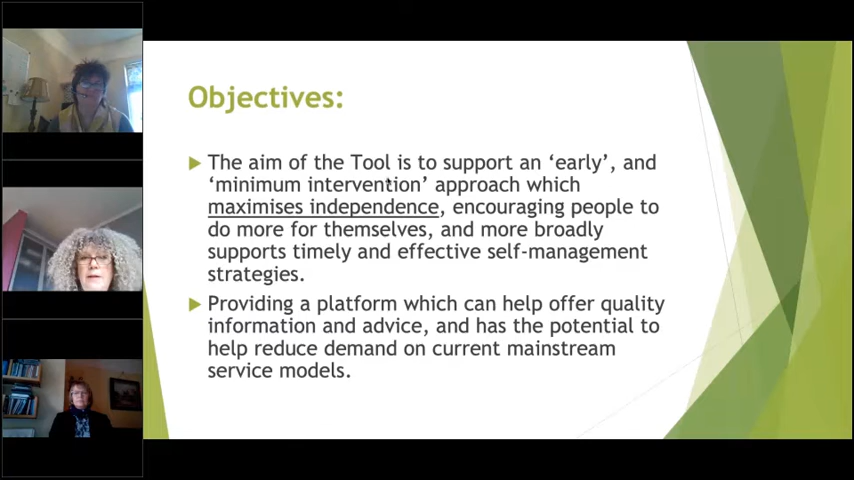 Objectives:
The aim of the Tool is to support an ‘early’, and
‘minimum intervention’ approach which
maximises independence, encouraging people to
do more for themselves, and more broadly
supports timely and effective self-management
strategies.
Providing a platform which can help offer quality
information and advice, and has the potential to
help reduce demand on current mainstream
service models.